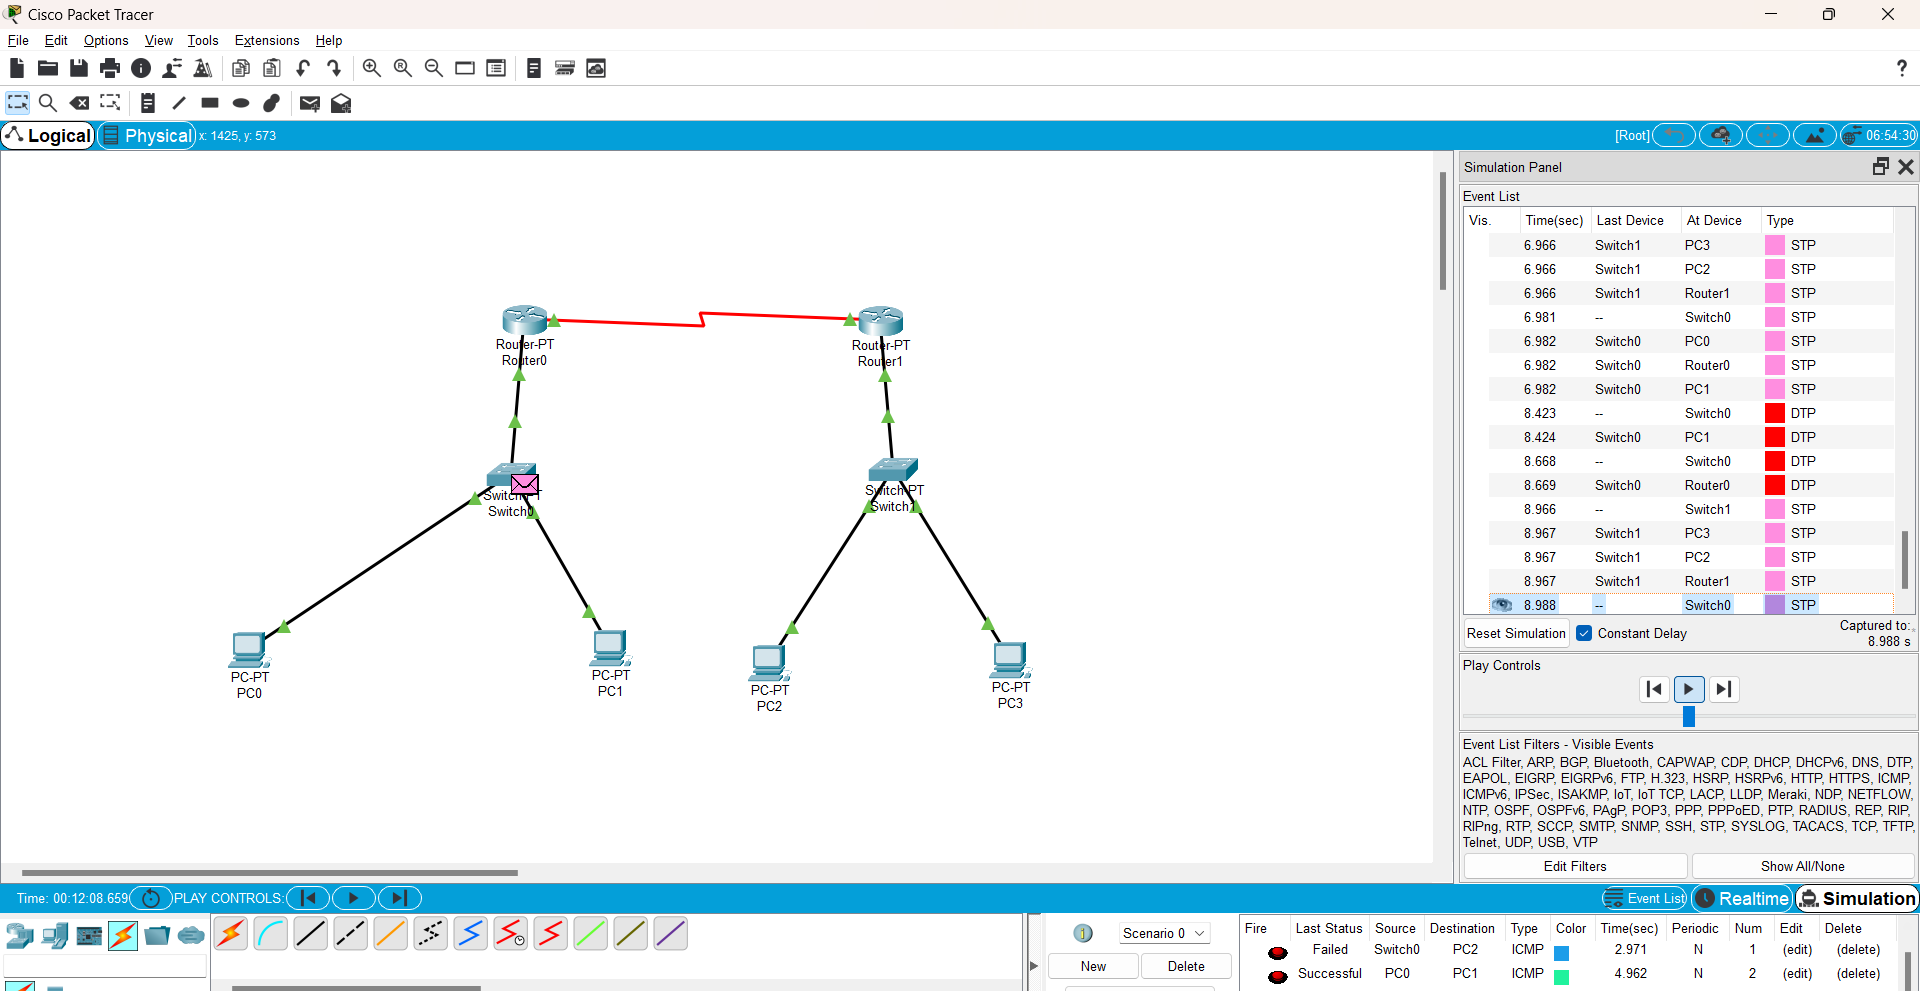 Cisco Packet Tracer
File Edit Options View Tools Extensions Help
?
Logical Physical x: 1425, y: 573 [Root] 06:54:30
Simulation Panel
Event List
Vis. Time(sec) Last Device At Device Type
6.966 Switch1 PC3 STP
6.966 Switch1 PC2 STP
6.966 Switch1 Router1 STP
6.981 -- Switch0 STP
6.982 Switch0 PC0 STP
6.982 Switch0 Router0 STP
6.982 Switch0 PC1 STP
8.423 -- Switch0 DTP
8.424 Switch0 PC1 DTP
8.668 -- Switch0 DTP
8.669 Switch0 Router0 DTP
8.966 -- Switch1 STP
8.967 Switch1 PC3 STP
8.967 Switch1 PC2 STP
8.967 Switch1 Router1 STP
8.988 -- Switch0 STP
Reset Simulation Constant Delay Captured to:
8.988 s
Play Controls
Event List Filters - Visible Events
ACL Filter, ARP, BGP, Bluetooth, CAPWAP, CDP, DHCP, DHCPv6, DNS, DTP,
EAPOL, EIGRP, EIGRPv6, FTP, H.323, HSRP, HSRPv6, HTTP, HTTPS, ICMP,
ICMPv6, IPSec, ISAKMP, IoT, IoT TCP, LACP, LLDP, Meraki, NDP, NETFLOW,
NTP, OSPF, OSPFv6, PAgP, POP3, PPP, PPPoED, PTP, RADIUS, REP, RIP,
RIPng, RTP, SCCP, SMTP, SNMP, SSH, STP, SYSLOG, TACACS, TCP, TFTP,
Telnet, UDP, USB, VTP
Edit Filters Show All/None
Router-PT
Router0
Router-PT
Router1
Switch-PT
Switch0
Switch-PT
Switch1
PC-PT
PC0
PC-PT
PC1
PC-PT
PC2
PC-PT
PC3
Time: 00:12:08.659 PLAY CONTROLS: Event List Realtime Simulation
1 Scenario 0
New Delete
Fire Last Status Source Destination Type Color Time(sec) Periodic Num Edit Delete
Failed Switch0 PC2 ICMP 2.971 N 1 (edit) (delete)
Successful PC0 PC1 ICMP 4.962 N 2 (edit) (delete)